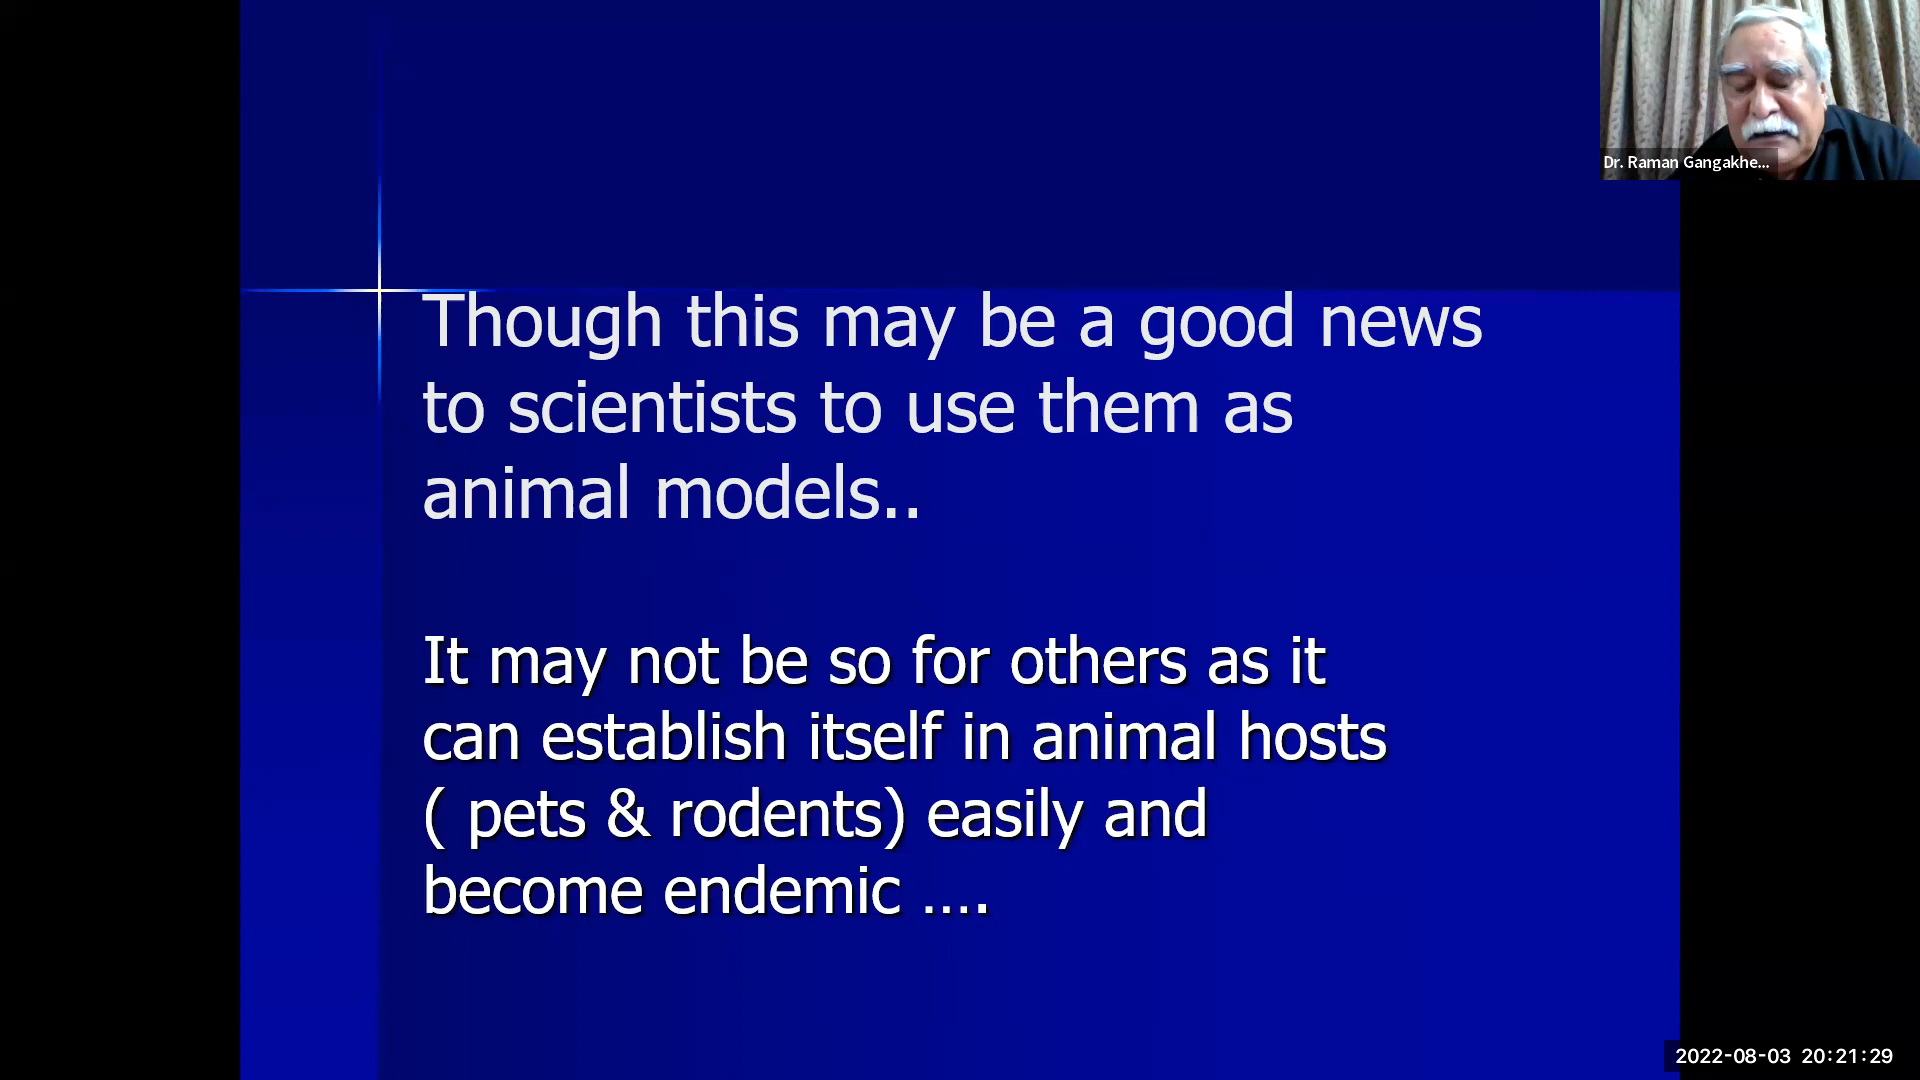 Dr. Raman Gangakhe...
Though this may be a good news
to scientists to use them as
animal models..
It may not be so for others as it
can establish itself in animal hosts
( pets & rodents) easily and
become endemic ....
2022-08-03 20:21:29